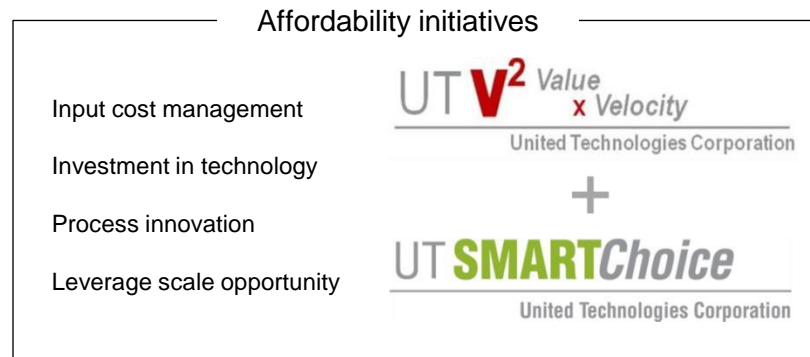 Affordability initiatives
Input cost management
Investment in technology
Process innovation
Leverage scale opportunity
UT V² Value
x Velocity
United Technologies Corporation
+
UT SMARTChoice
United Technologies Corporation